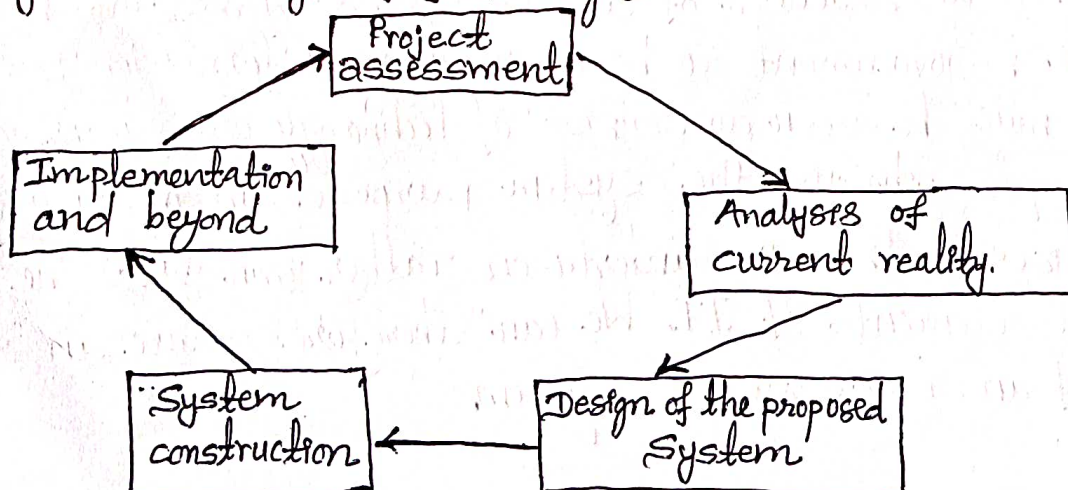 Project
assessment
Analysis of
current reality.
Design of the proposed
System
System
construction
Implementation
and beyond